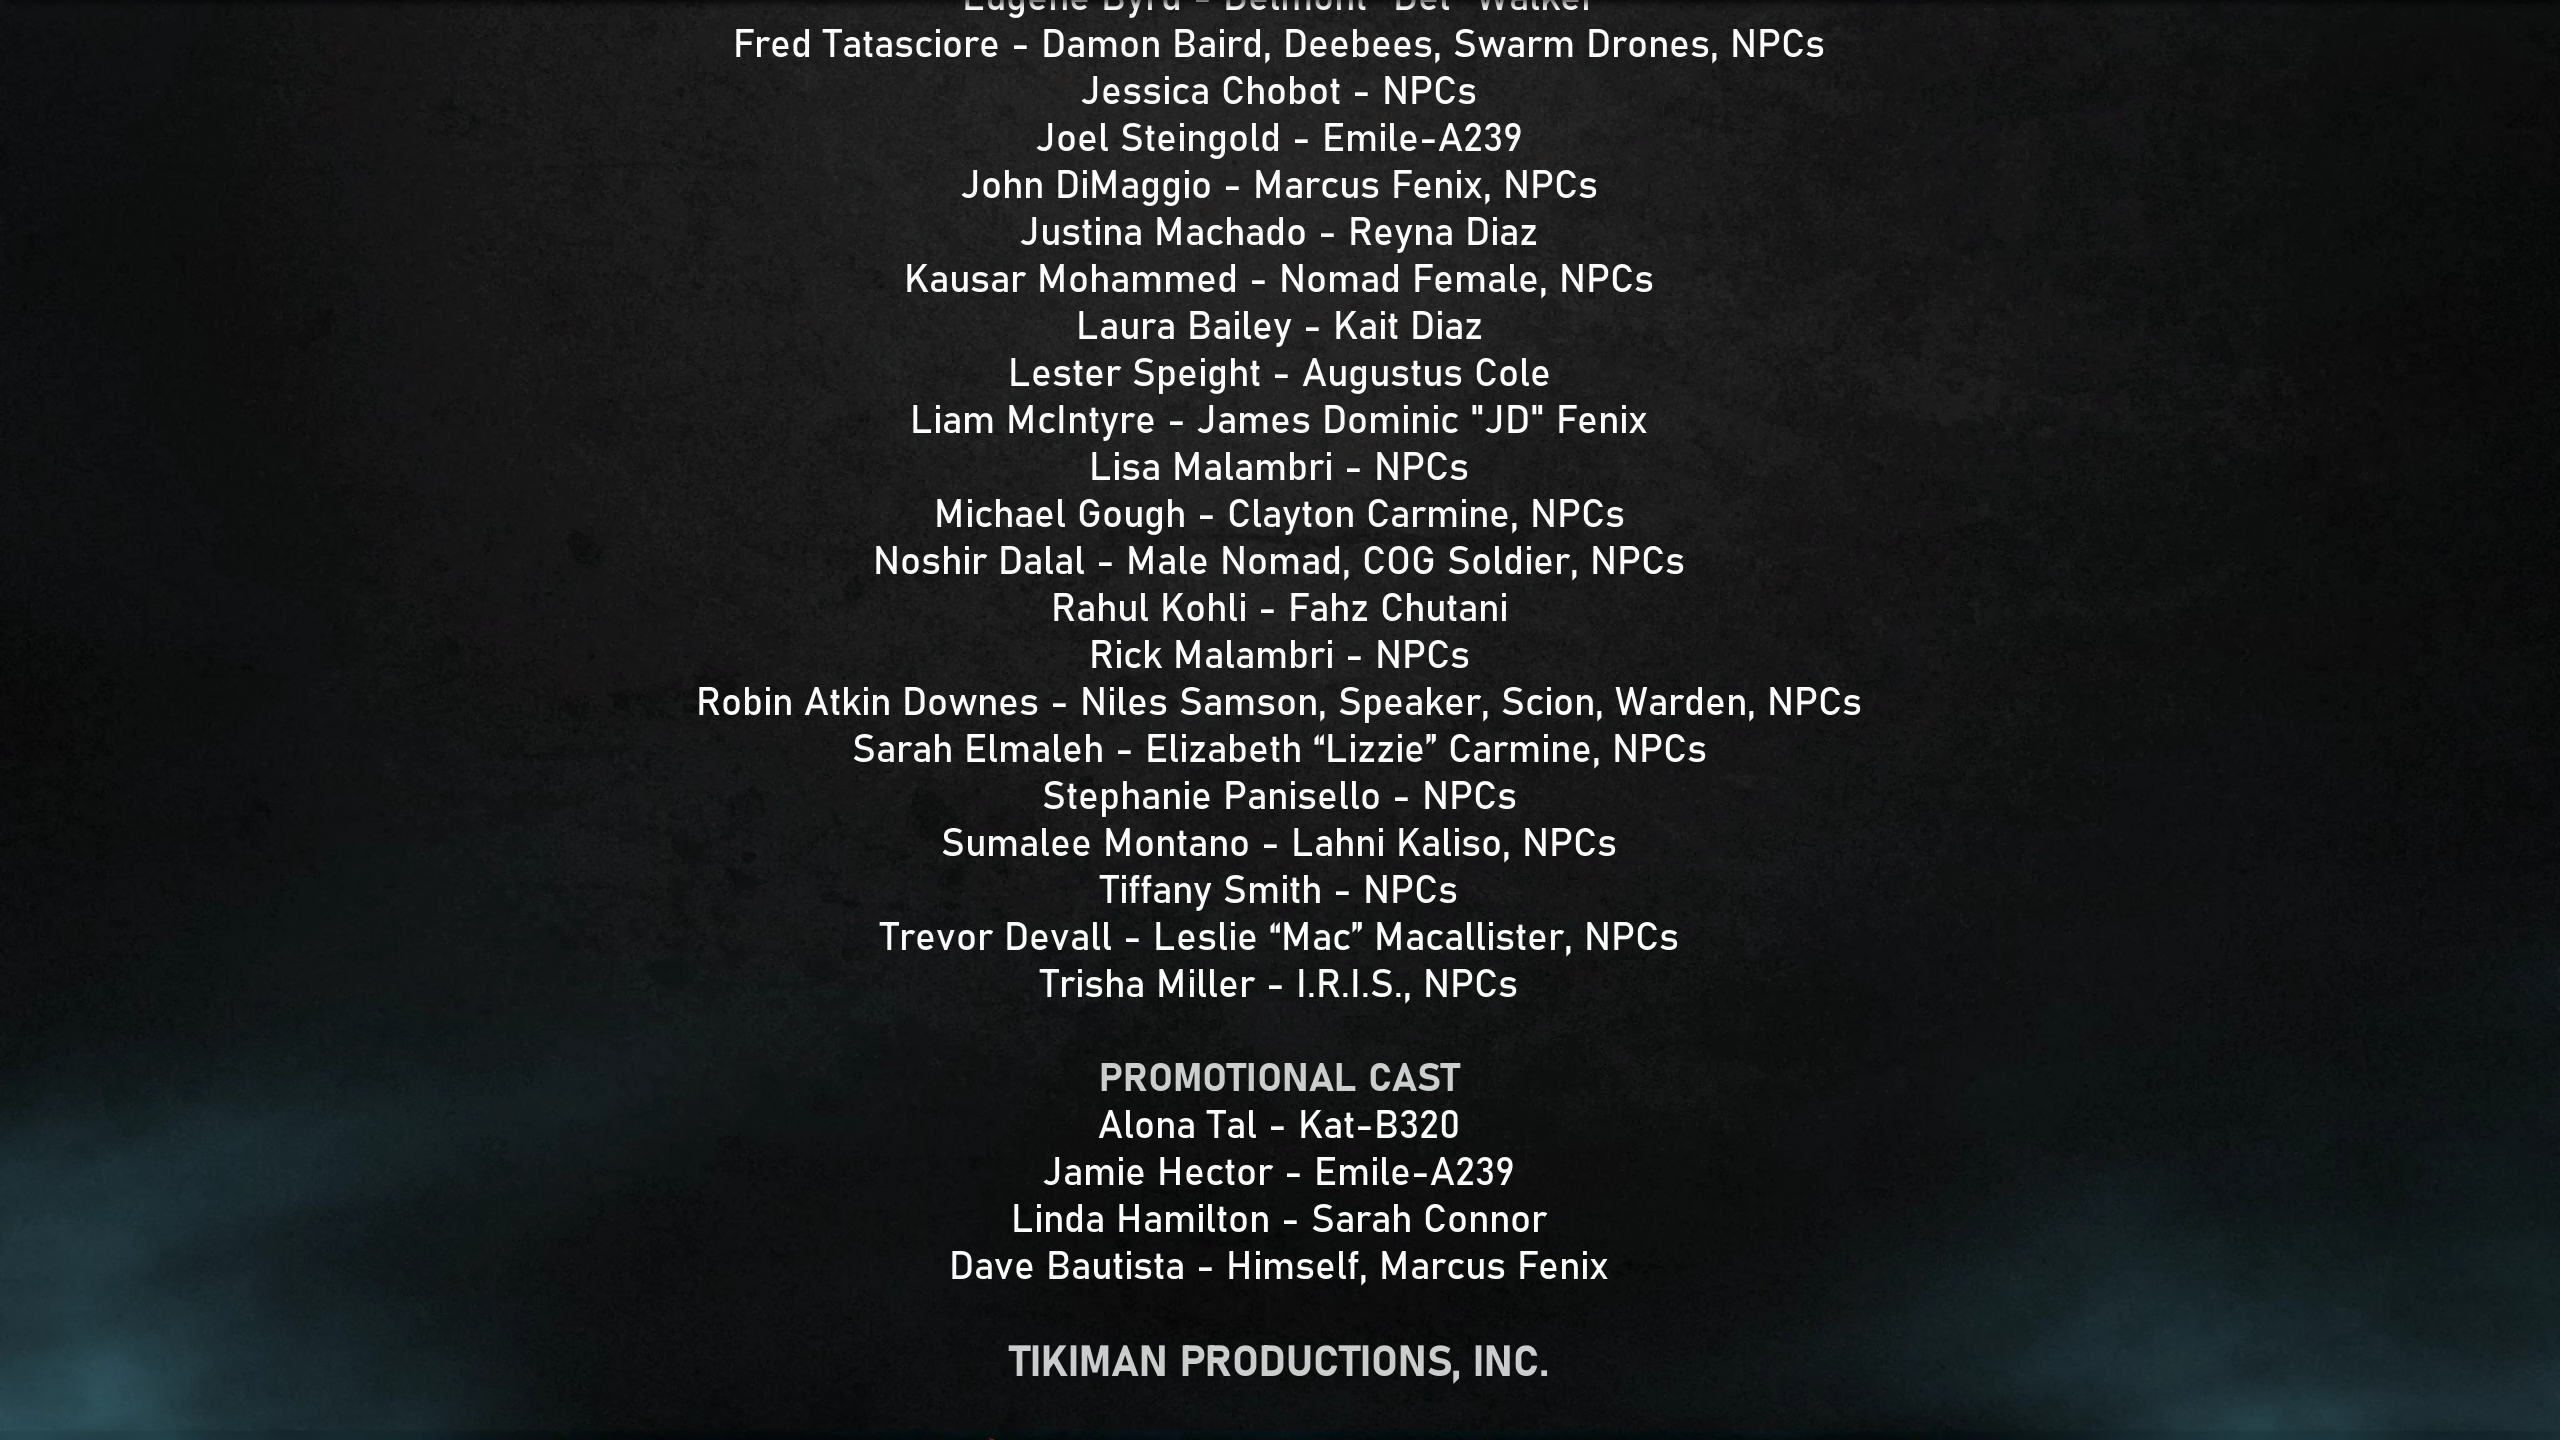 Eugene Byrd - Delmont "Del" Walker
Fred Tatasciore - Damon Baird, Deebees, Swarm Drones, NPCs
Jessica Chobot - NPCs
Joel Steingold - Emile-A239
John DiMaggio - Marcus Fenix, NPCs
Justina Machado - Reyna Diaz
Kausar Mohammed - Nomad Female, NPCs
Laura Bailey - Kait Diaz
Lester Speight - Augustus Cole
Liam McIntyre - James Dominic "JD" Fenix
Lisa Malambri - NPCs
Michael Gough - Clayton Carmine, NPCs
Noshir Dalal - Male Nomad, COG Soldier, NPCs
Rahul Kohli - Fahz Chutani
Rick Malambri - NPCs
Robin Atkin Downes - Niles Samson, Speaker, Scion, Warden, NPCs
Sarah Elmaleh - Elizabeth “Lizzie” Carmine, NPCs
Stephanie Panisello - NPCs
Sumalee Montano - Lahni Kaliso, NPCs
Tiffany Smith - NPCs
Trevor Devall - Leslie “Mac” Macallister, NPCs
Trisha Miller - I.R.I.S., NPCs
PROMOTIONAL CAST
Alona Tal - Kat-B320
Jamie Hector - Emile-A239
Linda Hamilton - Sarah Connor
Dave Bautista - Himself, Marcus Fenix
TIKIMAN PRODUCTIONS, INC.